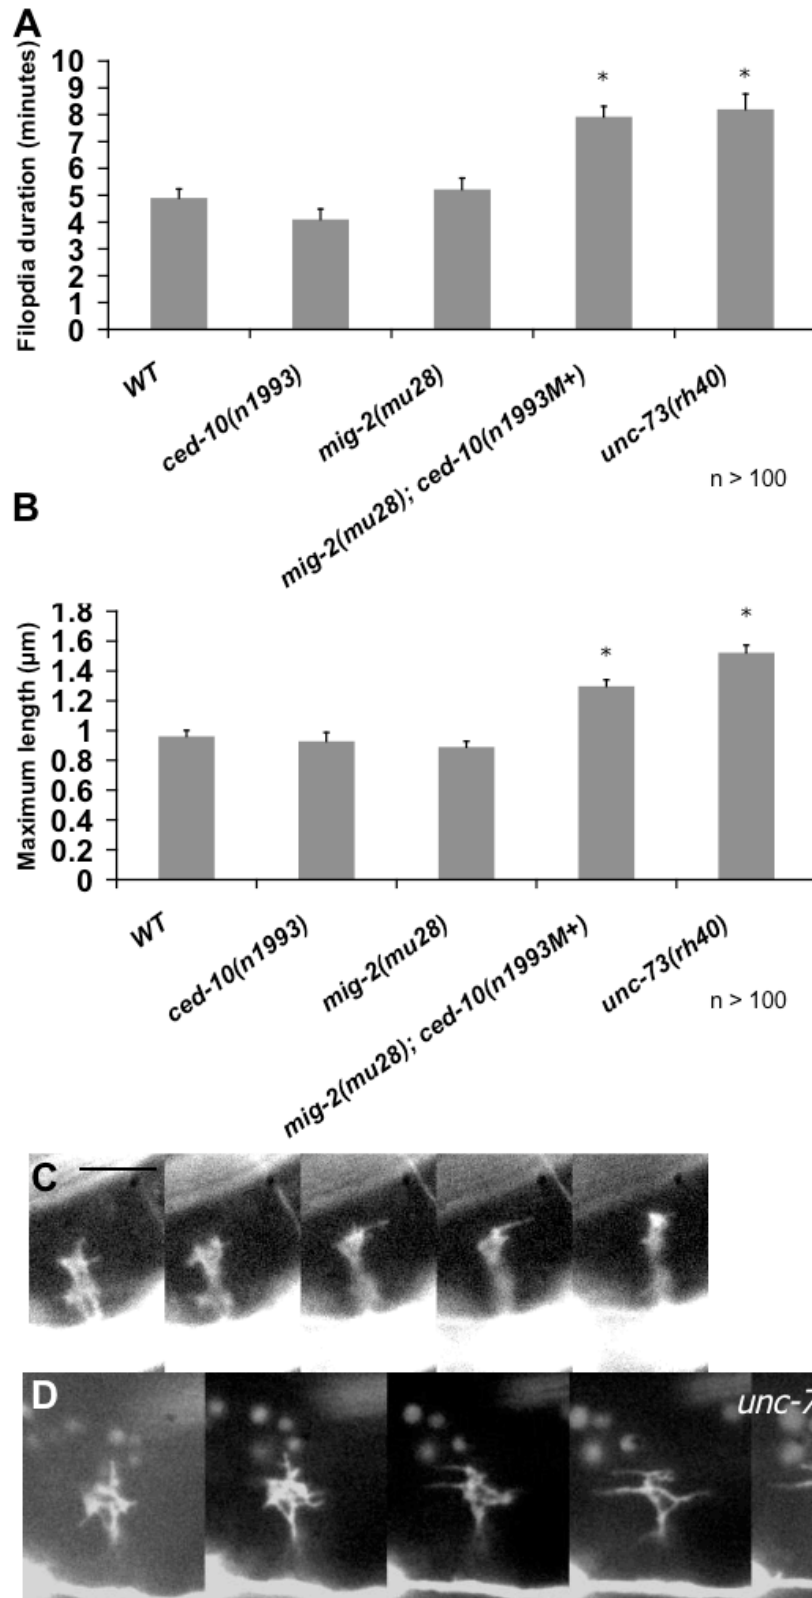 A
Filopdia duration (minutes)
10
9
8
7
6
5
4
3
2
1
0
*
*
WT
ced-10(n1993)
mig-2(mu28)
mig-2(mu28); ced-10(n1993M+)
unc-73(rh40)
n > 100
B
Maximum length (µm)
1.8
1.6
1.4
1.2
1
0.8
0.6
0.4
0.2
0
*
*
WT
ced-10(n1993)
mig-2(mu28)
mig-2(mu28); ced-10(n1993M+)
unc-73(rh40)
n > 100
C
D
unc-7